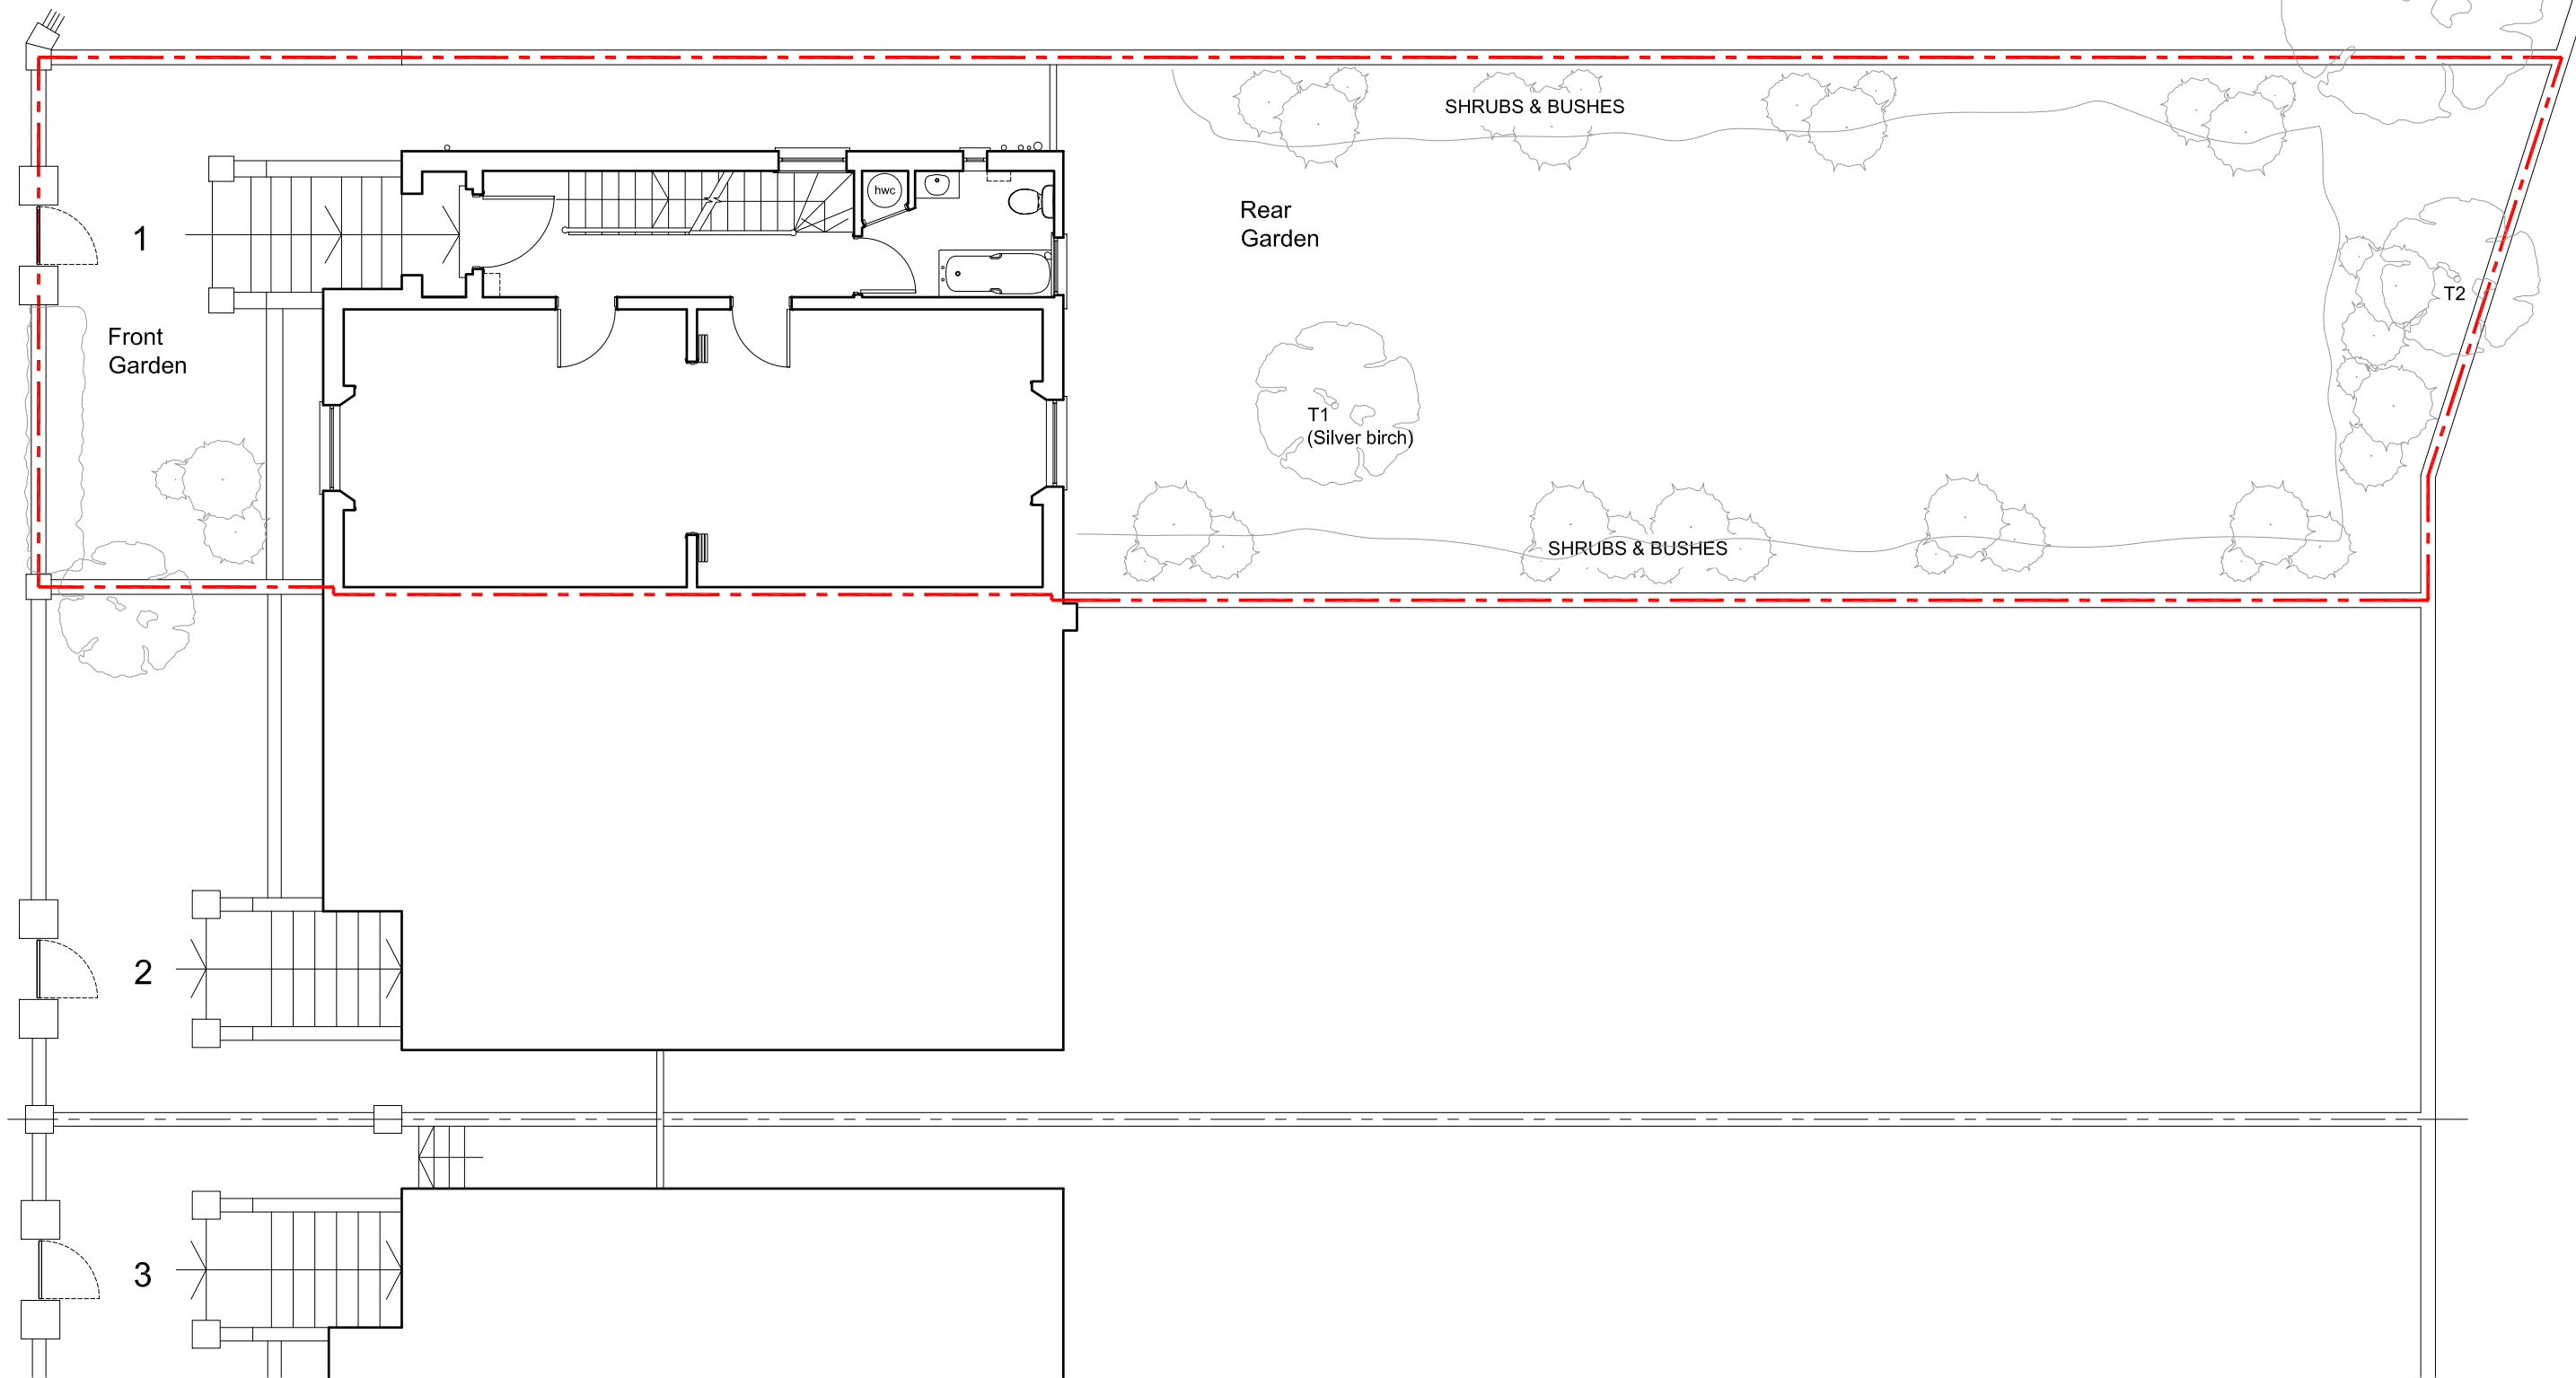 SHRUBS & BUSHES
hwc
Rear
Garden
1
T2
Front
Garden
T1
(Silver birch)
SHRUBS & BUSHES
2
3